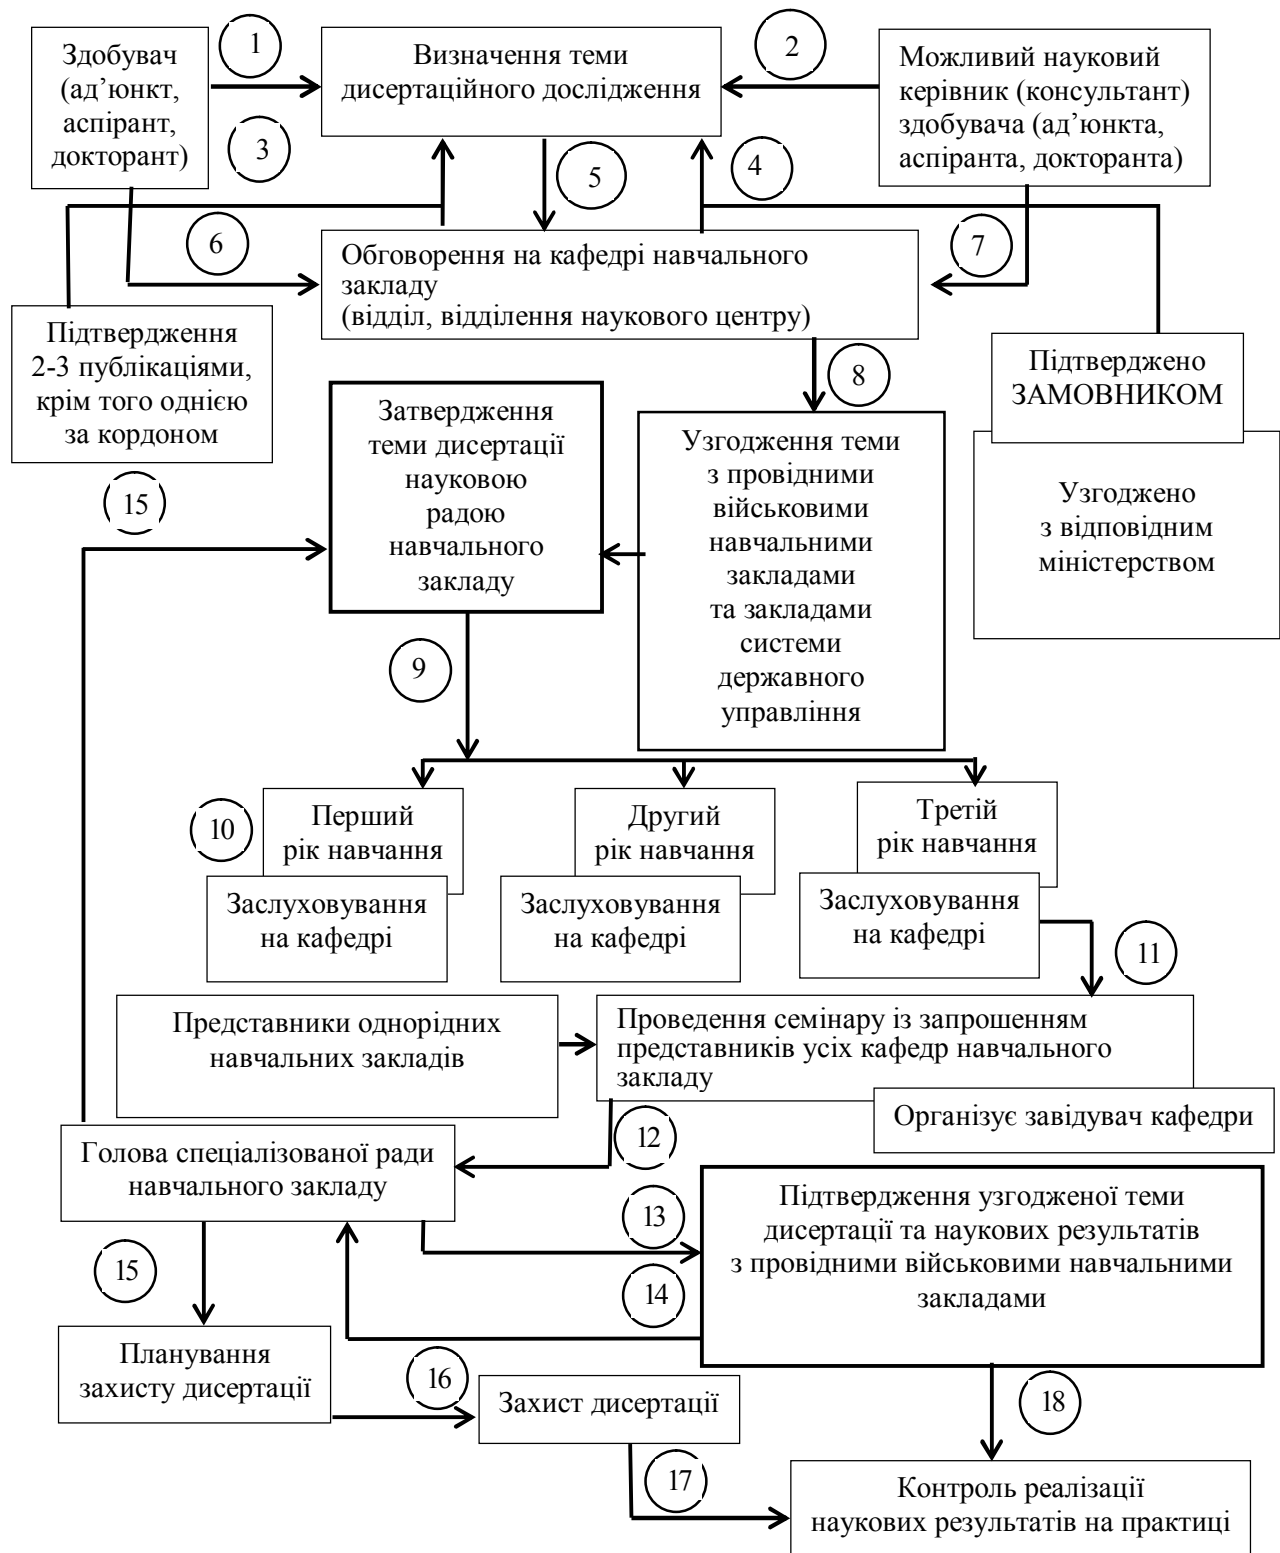 Здобувач
(ад’юнкт,
аспірант,
докторант)
1
Визначення теми
дисертаційного дослідження
2
Можливий науковий
керівник (консультант)
здобувача (ад’юнкта,
аспіранта, докторанта)
3
5
4
6
Обговорення на кафедрі навчального
закладу
(відділ, відділення наукового центру)
7
Підтвердження
2-3 публікаціями,
крім того однією
за кордоном
8
Підтверджено
ЗАМОВНИКОМ
Узгоджено
з відповідним
міністерством
Затвердження
теми дисертації
науковою
радою
навчального
закладу
Узгодження теми
з провідними
військовими
навчальними
закладами
та закладами
системи
державного
управління
15
9
10
Перший
рік навчання
Заслуховування
на кафедрі
Другий
рік навчання
Заслуховування
на кафедрі
Третій
рік навчання
Заслуховування
на кафедрі
11
Представники однорідних
навчальних закладів
Проведення семінару із запрошенням
представників усіх кафедр навчального
закладу
Організує завідувач кафедри
12
Голова спеціалізованої ради
навчального закладу
13
14
Підтвердження узгодженої теми
дисертації та наукових результатів
з провідними військовими навчальними
закладами
15
Планування
захисту дисертації
16
Захист дисертації
18
17
Контроль реалізації
наукових результатів на практиці